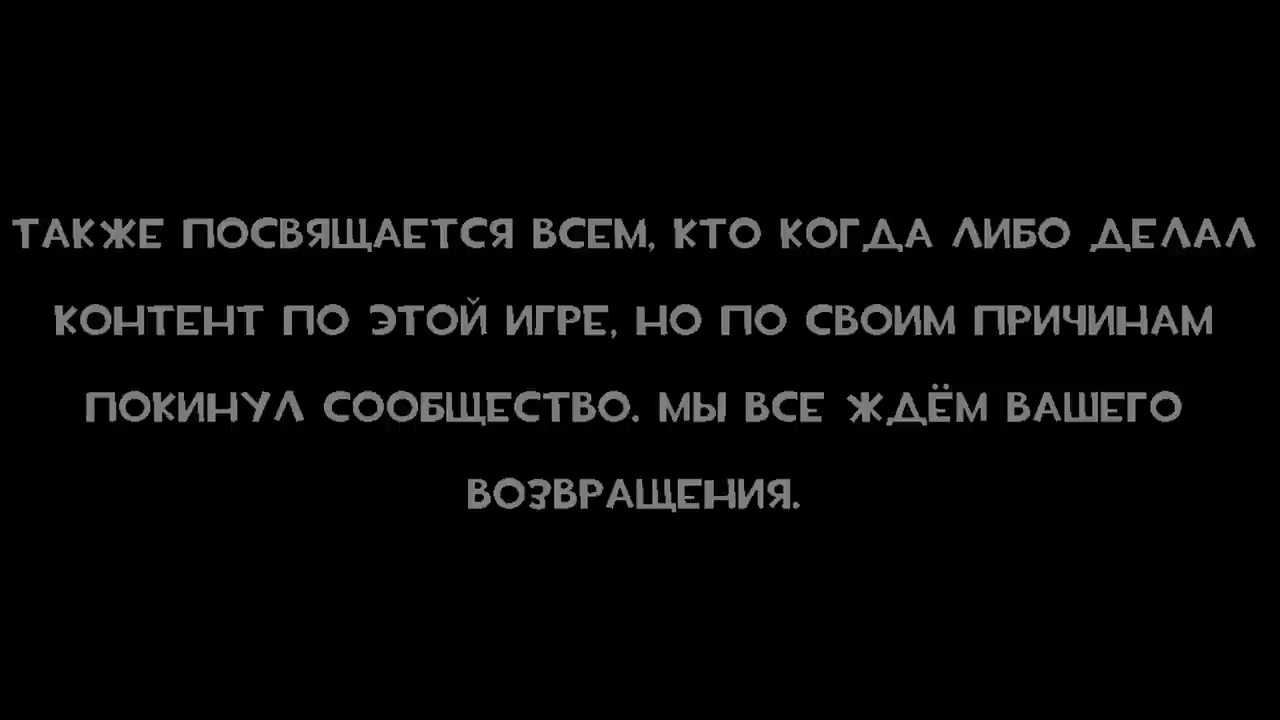 ТАКЖЕ ПОСВЯЩАЕТСЯ ВСЕМ, КТО КОГДА ЛИБО ДЕЛАЛ
КОНТЕНТ ПО ЭТОЙ ИГРЕ, НО ПО СВОИМ ПРИЧИНАМ
ПОКИНУЛ СООБЩЕСТВО. МЫ ВСЕ ЖДЁМ ВАШЕГО
ВОЗВРАЩЕНИЯ.